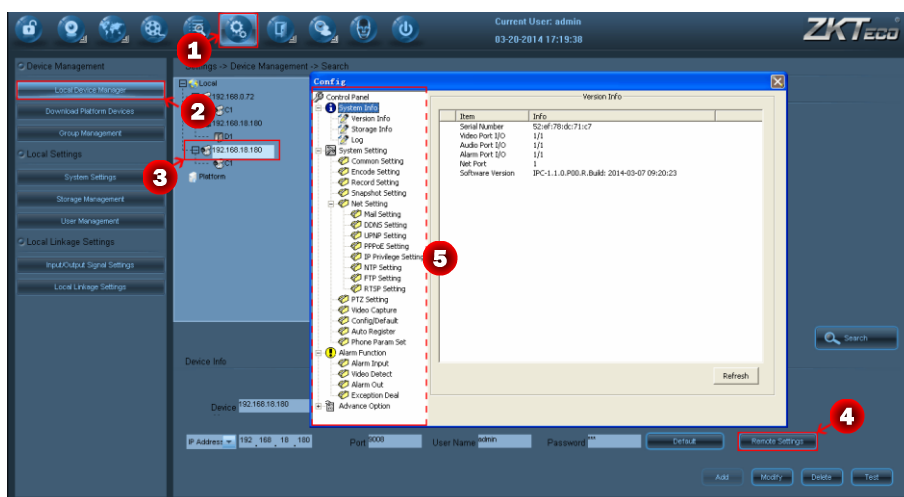 Current User: admin
03-20-2014 17:19:38
ZKTeco
1
Device Management
Settings -> Device Management -> Search
Local Device Manager
2
Download Platform Devices
Group Management
Local Settings
System Settings
Storage Management
User Management
Local Linkage Settings
Input/Output Signal Settings
Local Linkage Settings
Local
192.168.0.72
C1
192.168.18.180
D1
3
192.168.18.180
C1
Platform
Config
Control Panel
System Info
Version Info
Storage Info
Log
System Setting
Common Setting
Encode Setting
Record Setting
Snapshot Setting
Net Setting
Mail Setting
DDNS Setting
UPNP Setting
PPPoE Setting
IP Privilege Setting
NTP Setting
FTP Setting
RTSP Setting
PTZ Setting
Video Capture
Config/Default
Auto Register
Phone Param Set
Alarm Function
Alarm Input
Video Detect
Alarm Out
Exception Deal
Advance Option
5
Version Info
Item Info
Serial Number 52:ef:78:dc:71:c7
Video Port I/O 1/1
Audio Port I/O 1/1
Alarm Port I/O 1/1
Net Port 1
Software Version IPC-1.1.0.P00.R.Build: 2014-03-07 09:20:23
Refresh
Search
Device Info
Device 192.168.18.180
4
IP Address 192 .168 . 18 .180 Port 9008 User Name admin Password *** Default Remote Settings
Add Modify Delete Test